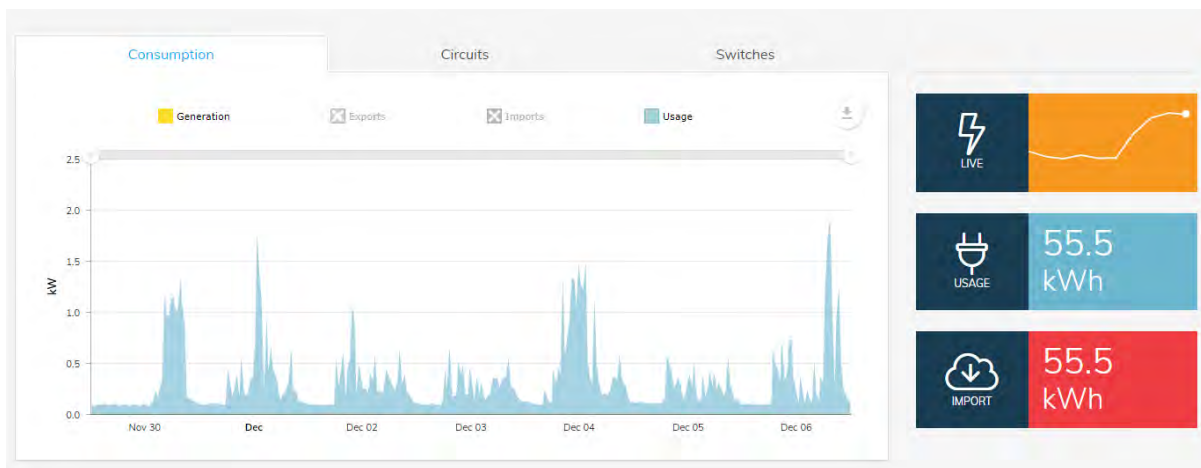 Consumption
Circuits
Switches
Generation
Exports
Imports
Usage
2.5
2.0
1.5
1.0
0.5
0.0
kW
Nov 30
Dec
Dec 02
Dec 03
Dec 04
Dec 05
Dec 06
LIVE
USAGE
55.5
kWh
IMPORT
55.5
kWh